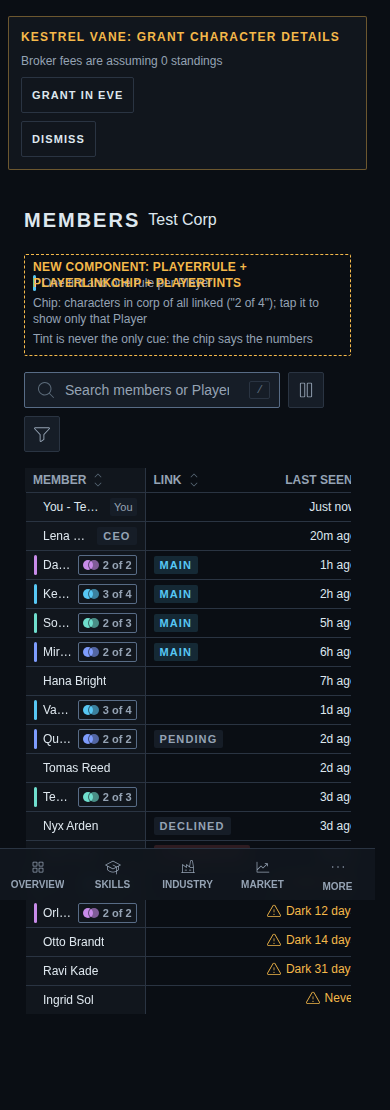 KESTREL VANE: GRANT CHARACTER DETAILS
Broker fees are assuming 0 standings
GRANT IN EVE
DISMISS
MEMBERS Test Corp
NEW COMPONENT: PLAYERRULE +
PLAYERLINKCHIP + PLAYERTINTS
Chip: characters in corp of all linked ("2 of 4"); tap it to
show only that Player
Tint is never the only cue: the chip says the numbers
Search members or Player /
MEMBER LINK LAST SEEN
You - Te... You Just now
Lena ... CEO 20m ago
Da... 2 of 2 MAIN 1h ago
Ke... 3 of 4 MAIN 2h ago
So... 2 of 3 MAIN 5h ago
Mir... 2 of 2 MAIN 6h ago
Hana Bright 7h ago
Va... 3 of 4 1d ago
Qu... 2 of 2 PENDING 2d ago
Tomas Reed 2d ago
Te... 2 of 3 3d ago
Nyx Arden DECLINED 3d ago
OVERVIEW SKILLS INDUSTRY MARKET MORE
Orl... 2 of 2 Dark 12 day
Otto Brandt Dark 14 day
Ravi Kade Dark 31 day
Ingrid Sol Neve